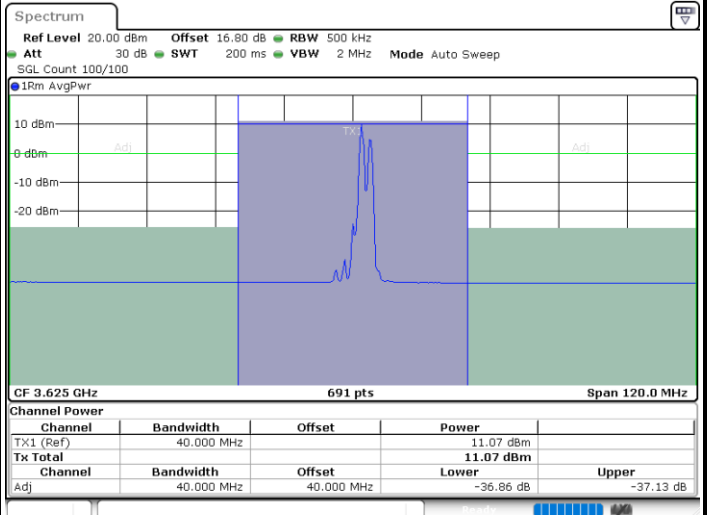 Spectrum
Ref Level 20.00 dBm Offset 16.80 dB RBW 500 kHz
Att 30 dB SWT 200 ms VBW 2 MHz Mode Auto Sweep
SGL Count 100/100
1Rm AvgPwr
10 dBm
TX1
Adj Adj
0 dBm
-10 dBm
-20 dBm
CF 3.625 GHz 691 pts Span 120.0 MHz
Channel Power
Channel Bandwidth Offset Power
TX1 (Ref) 40.000 MHz 11.07 dBm
Tx Total 11.07 dBm
Channel Bandwidth Offset Lower Upper
Adj 40.000 MHz 40.000 MHz -36.86 dB -37.13 dB
Ready